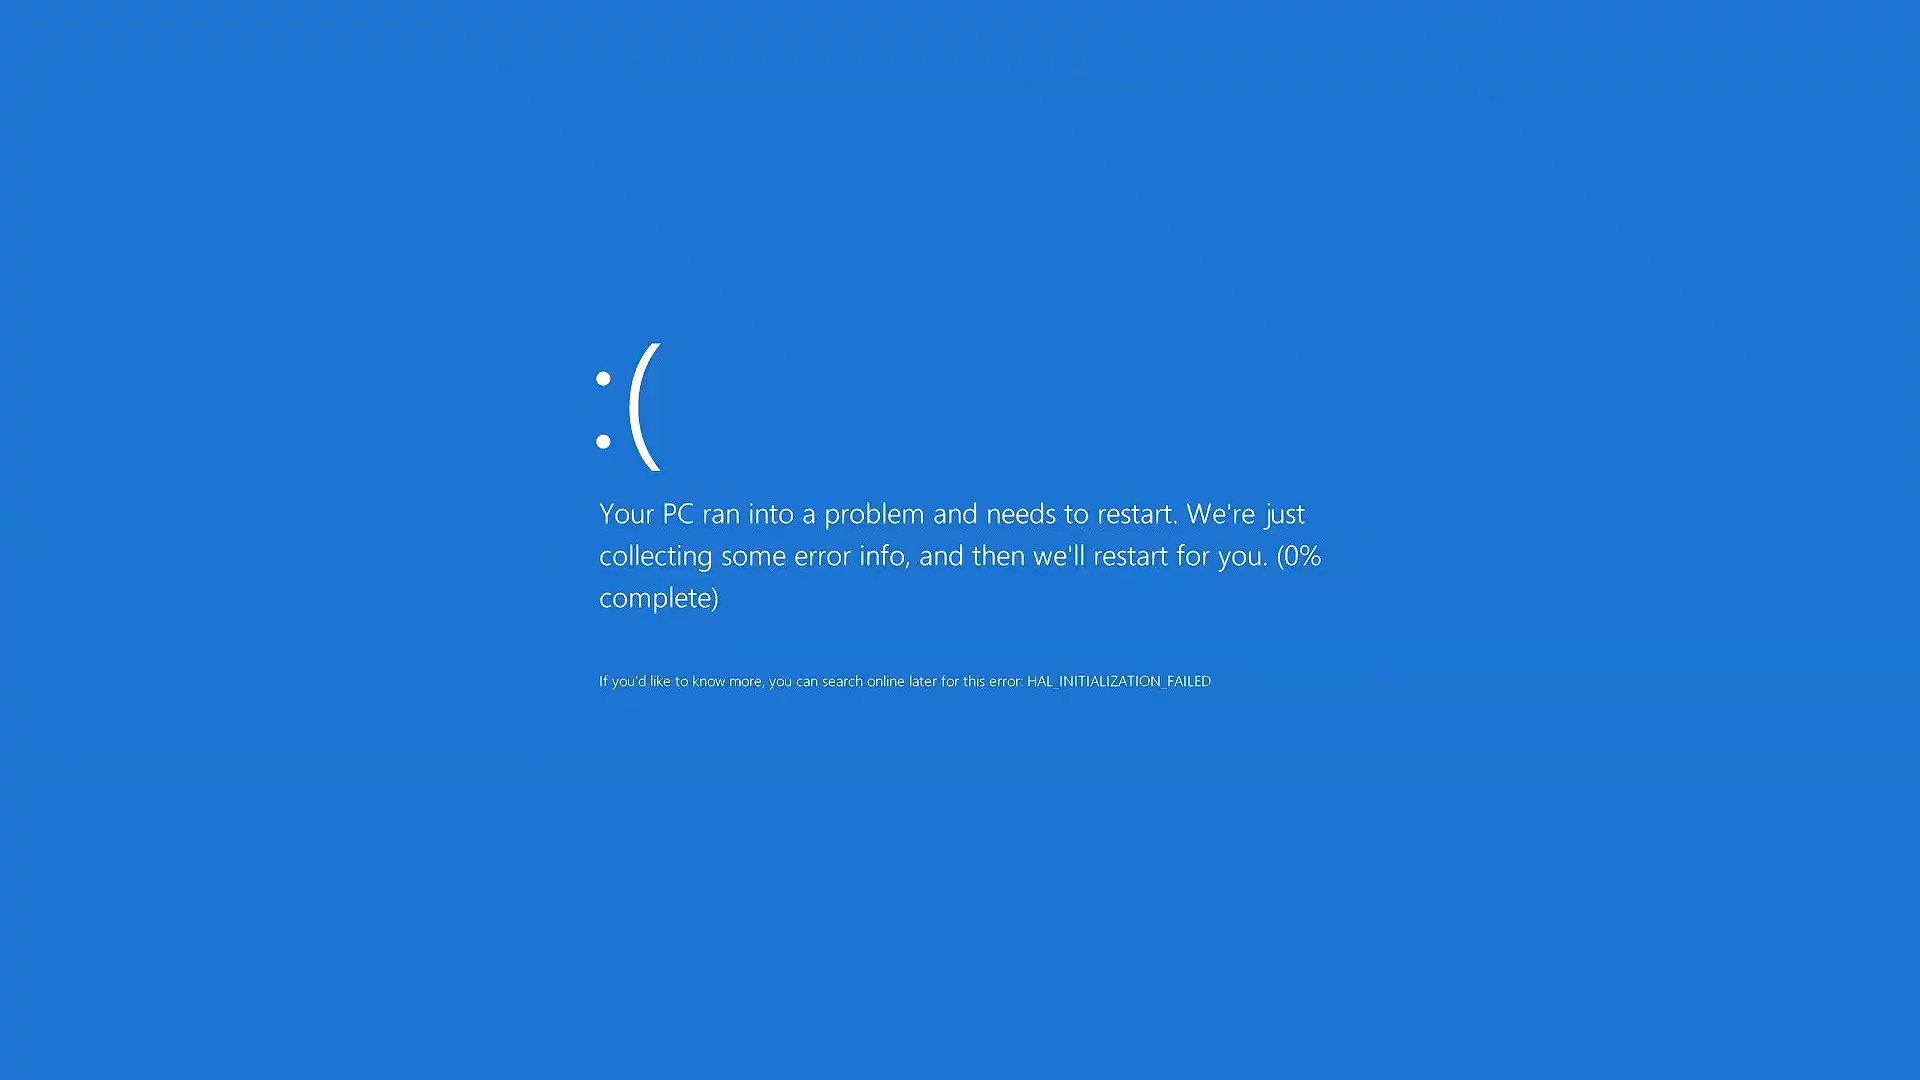 :(
Your PC ran into a problem and needs to restart. We're just
collecting some error info, and then we'll restart for you. (0%
complete)
If you'd like to know more, you can search online later for this error: HAL_INITIALIZATION_FAILED